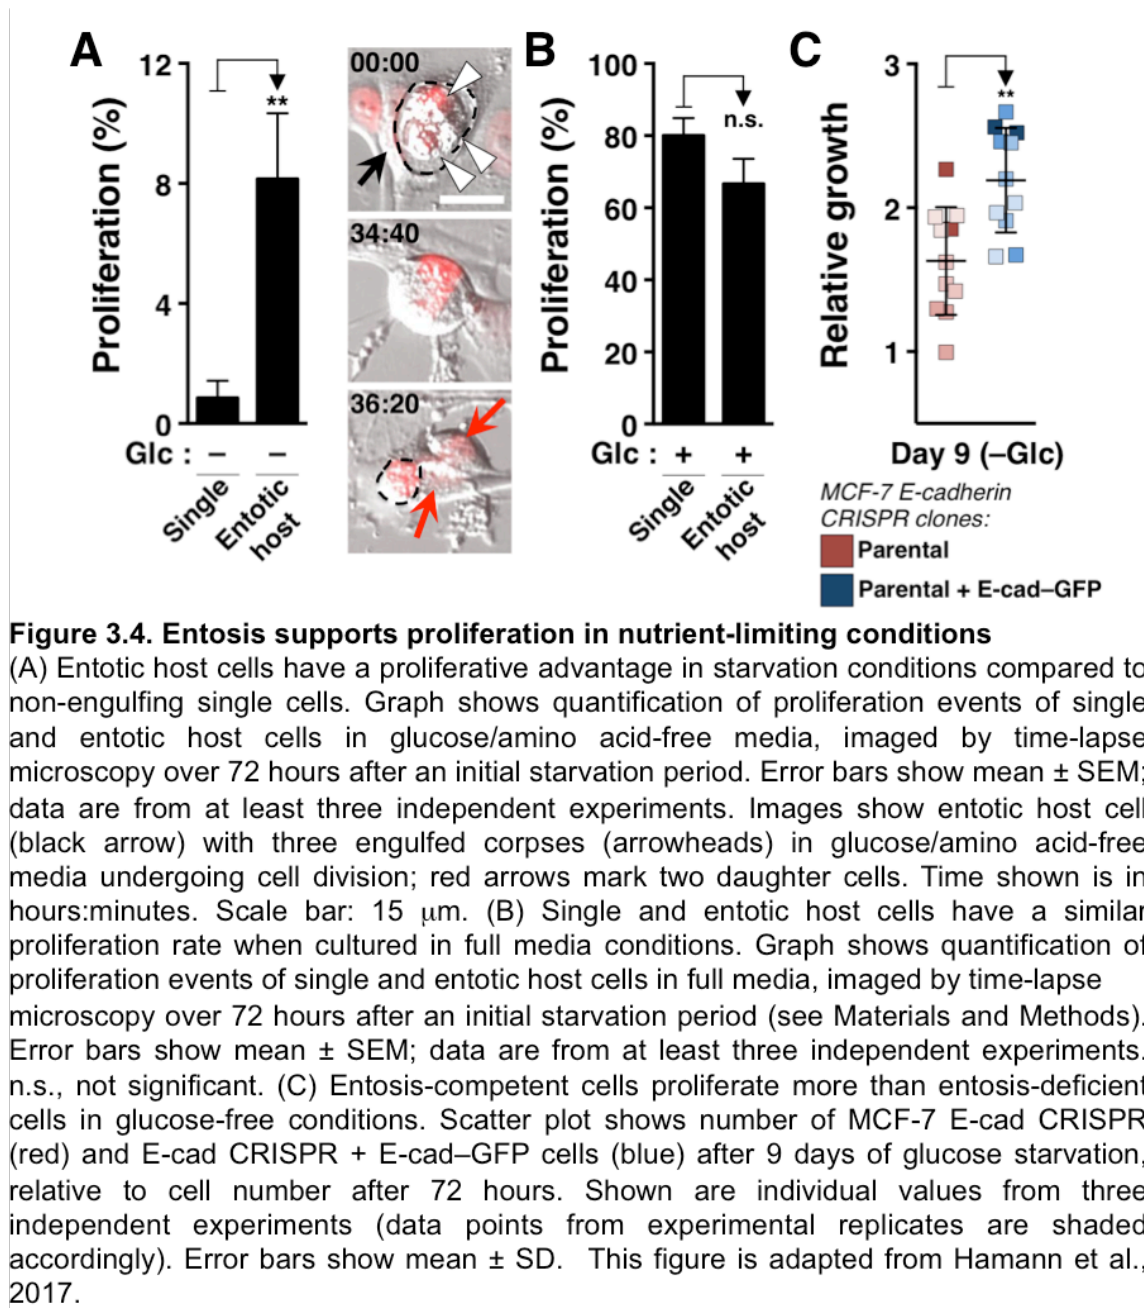 A
12
8
4
0
Proliferation (%)
**
Glc : – –
Single
Entotic
host
00:00
34:40
36:20
B
100
80
60
40
20
0
Proliferation (%)
n.s.
Glc : + +
Single
Entotic
host
C
3
2
1
Relative growth
**
Day 9 (–Glc)
MCF-7 E-cadherin
CRISPR clones:
Parental
Parental + E-cad–GFP
Figure 3.4. Entosis supports proliferation in nutrient-limiting conditions
(A) Entotic host cells have a proliferative advantage in starvation conditions compared to
non-engulfing single cells. Graph shows quantification of proliferation events of single
and entotic host cells in glucose/amino acid-free media, imaged by time-lapse
microscopy over 72 hours after an initial starvation period. Error bars show mean ± SEM;
data are from at least three independent experiments. Images show entotic host cell
(black arrow) with three engulfed corpses (arrowheads) in glucose/amino acid-free
media undergoing cell division; red arrows mark two daughter cells. Time shown is in
hours:minutes. Scale bar: 15 μm. (B) Single and entotic host cells have a similar
proliferation rate when cultured in full media conditions. Graph shows quantification of
proliferation events of single and entotic host cells in full media, imaged by time-lapse
microscopy over 72 hours after an initial starvation period (see Materials and Methods).
Error bars show mean ± SEM; data are from at least three independent experiments.
n.s., not significant. (C) Entosis-competent cells proliferate more than entosis-deficient
cells in glucose-free conditions. Scatter plot shows number of MCF-7 E-cad CRISPR
(red) and E-cad CRISPR + E-cad–GFP cells (blue) after 9 days of glucose starvation,
relative to cell number after 72 hours. Shown are individual values from three
independent experiments (data points from experimental replicates are shaded
accordingly). Error bars show mean ± SD. This figure is adapted from Hamann et al.,
2017.